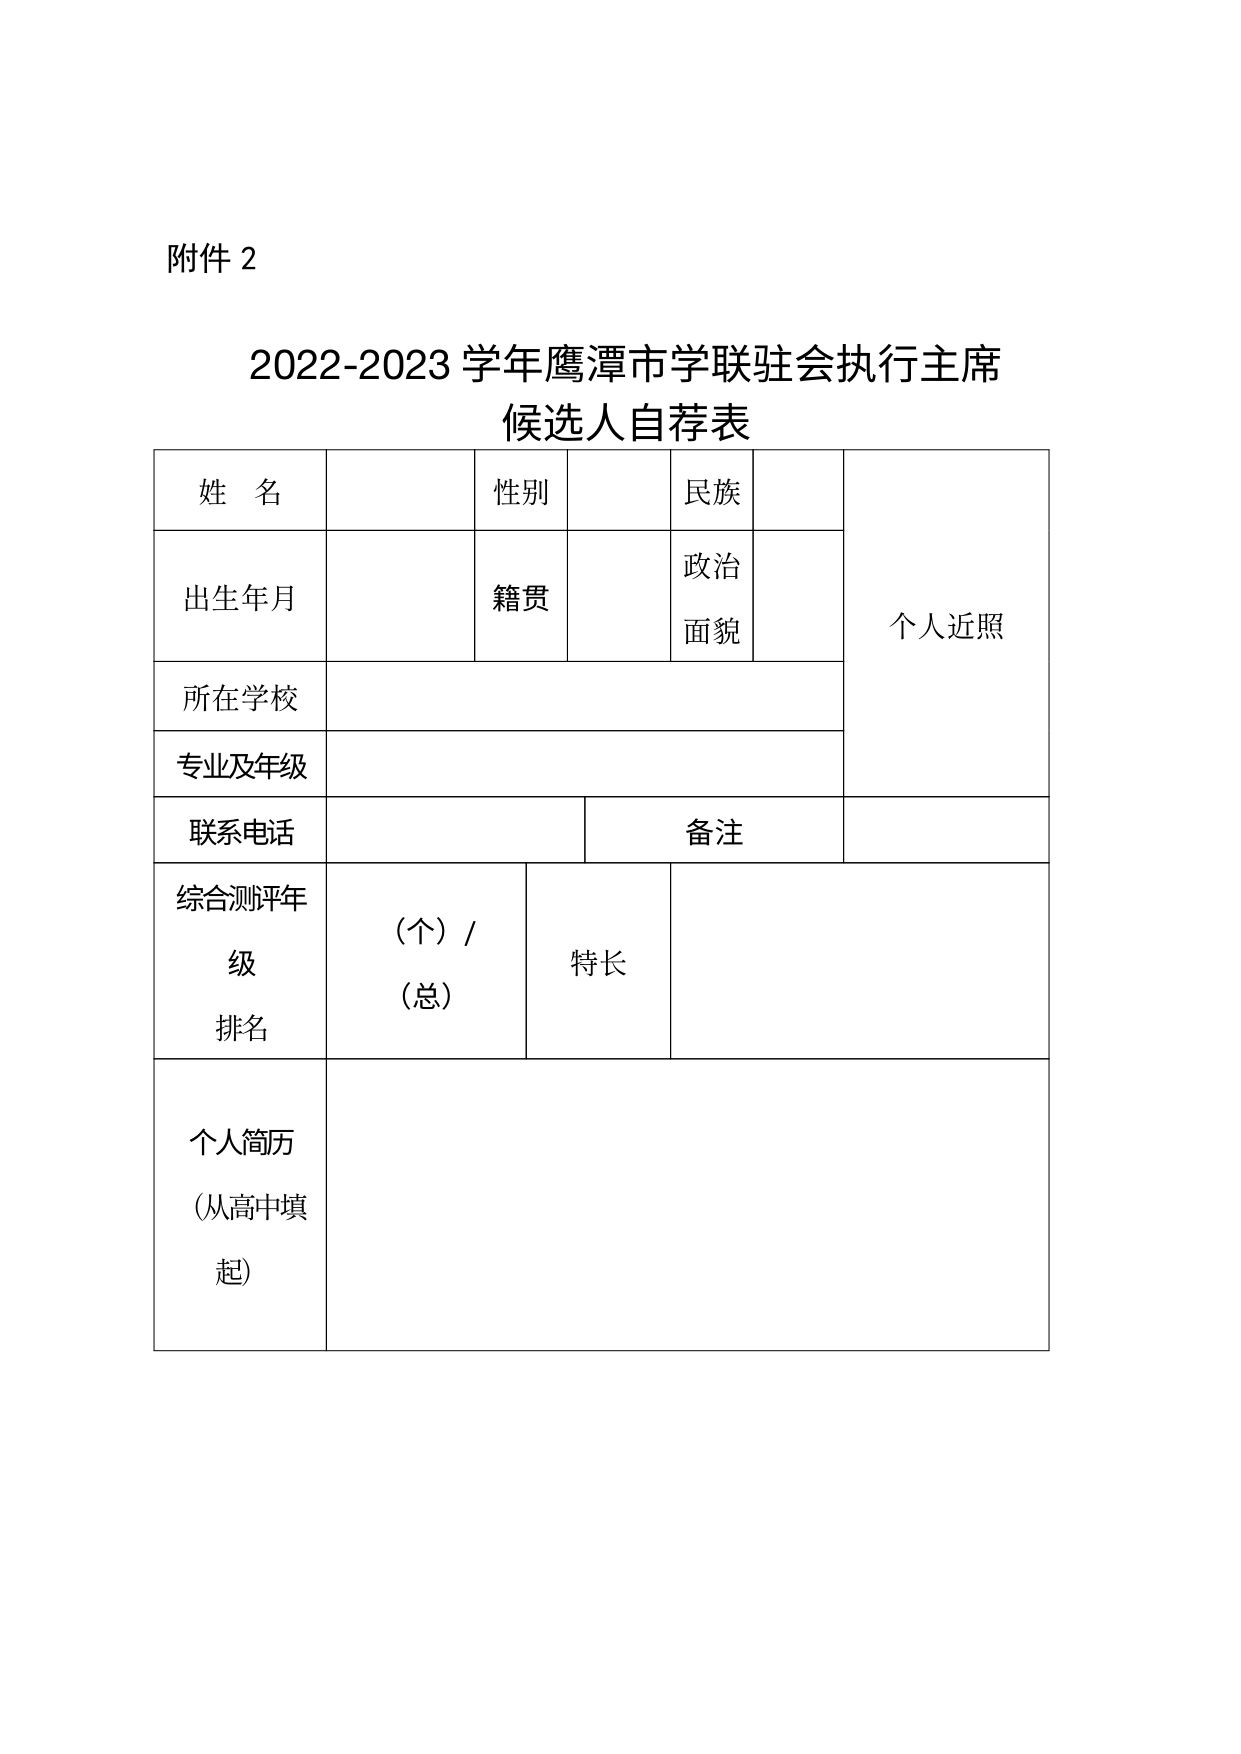 附件 2
2022-2023 学年鹰潭市学联驻会执行主席
候选人自荐表
姓 名
性别
民族
个人近照
出生年月
籍贯
政治
面貌
所在学校
专业及年级
联系电话
备注
综合测评年
级
排名
（个）/
（总）
特长
个人简历
（从高中填
起）